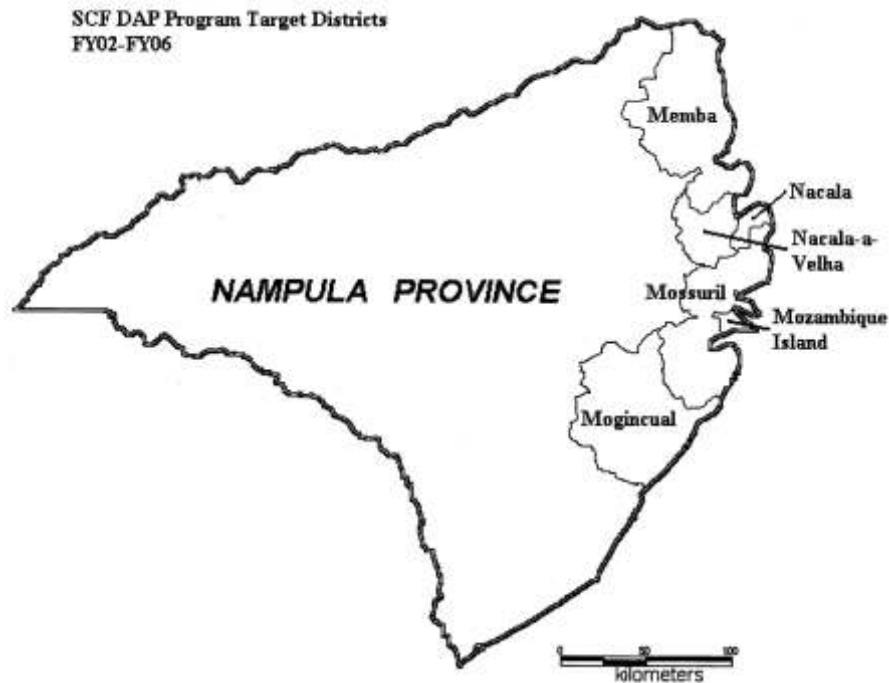 SCF DAP Program Target Districts
FY02-FY06
Memba
Nacala
Nacala-a-
Velha
NAMPULA PROVINCE
Mossuril
Mozambique
Island
Mogincual
0 50 100
kilometers